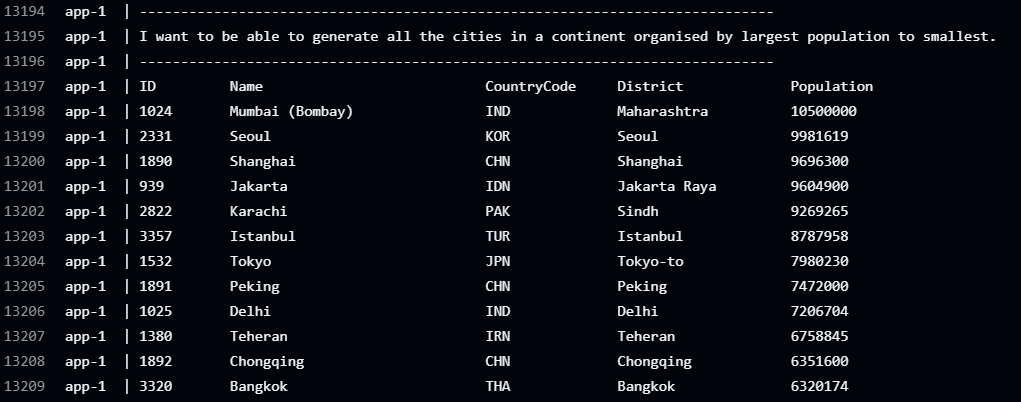 13194 app-1 | -----------------------------------------------------------------------------
13195 app-1 | I want to be able to generate all the cities in a continent organised by largest population to smallest.
13196 app-1 | -----------------------------------------------------------------------------
13197 app-1 | ID Name CountryCode District Population
13198 app-1 | 1024 Mumbai (Bombay) IND Maharashtra 10500000
13199 app-1 | 2331 Seoul KOR Seoul 9981619
13200 app-1 | 1890 Shanghai CHN Shanghai 9696300
13201 app-1 | 939 Jakarta IDN Jakarta Raya 9604900
13202 app-1 | 2822 Karachi PAK Sindh 9269265
13203 app-1 | 3357 Istanbul TUR Istanbul 8787958
13204 app-1 | 1532 Tokyo JPN Tokyo-to 7980230
13205 app-1 | 1891 Peking CHN Peking 7472000
13206 app-1 | 1025 Delhi IND Delhi 7206704
13207 app-1 | 1380 Teheran IRN Teheran 6758845
13208 app-1 | 1892 Chongqing CHN Chongqing 6351600
13209 app-1 | 3320 Bangkok THA Bangkok 6320174